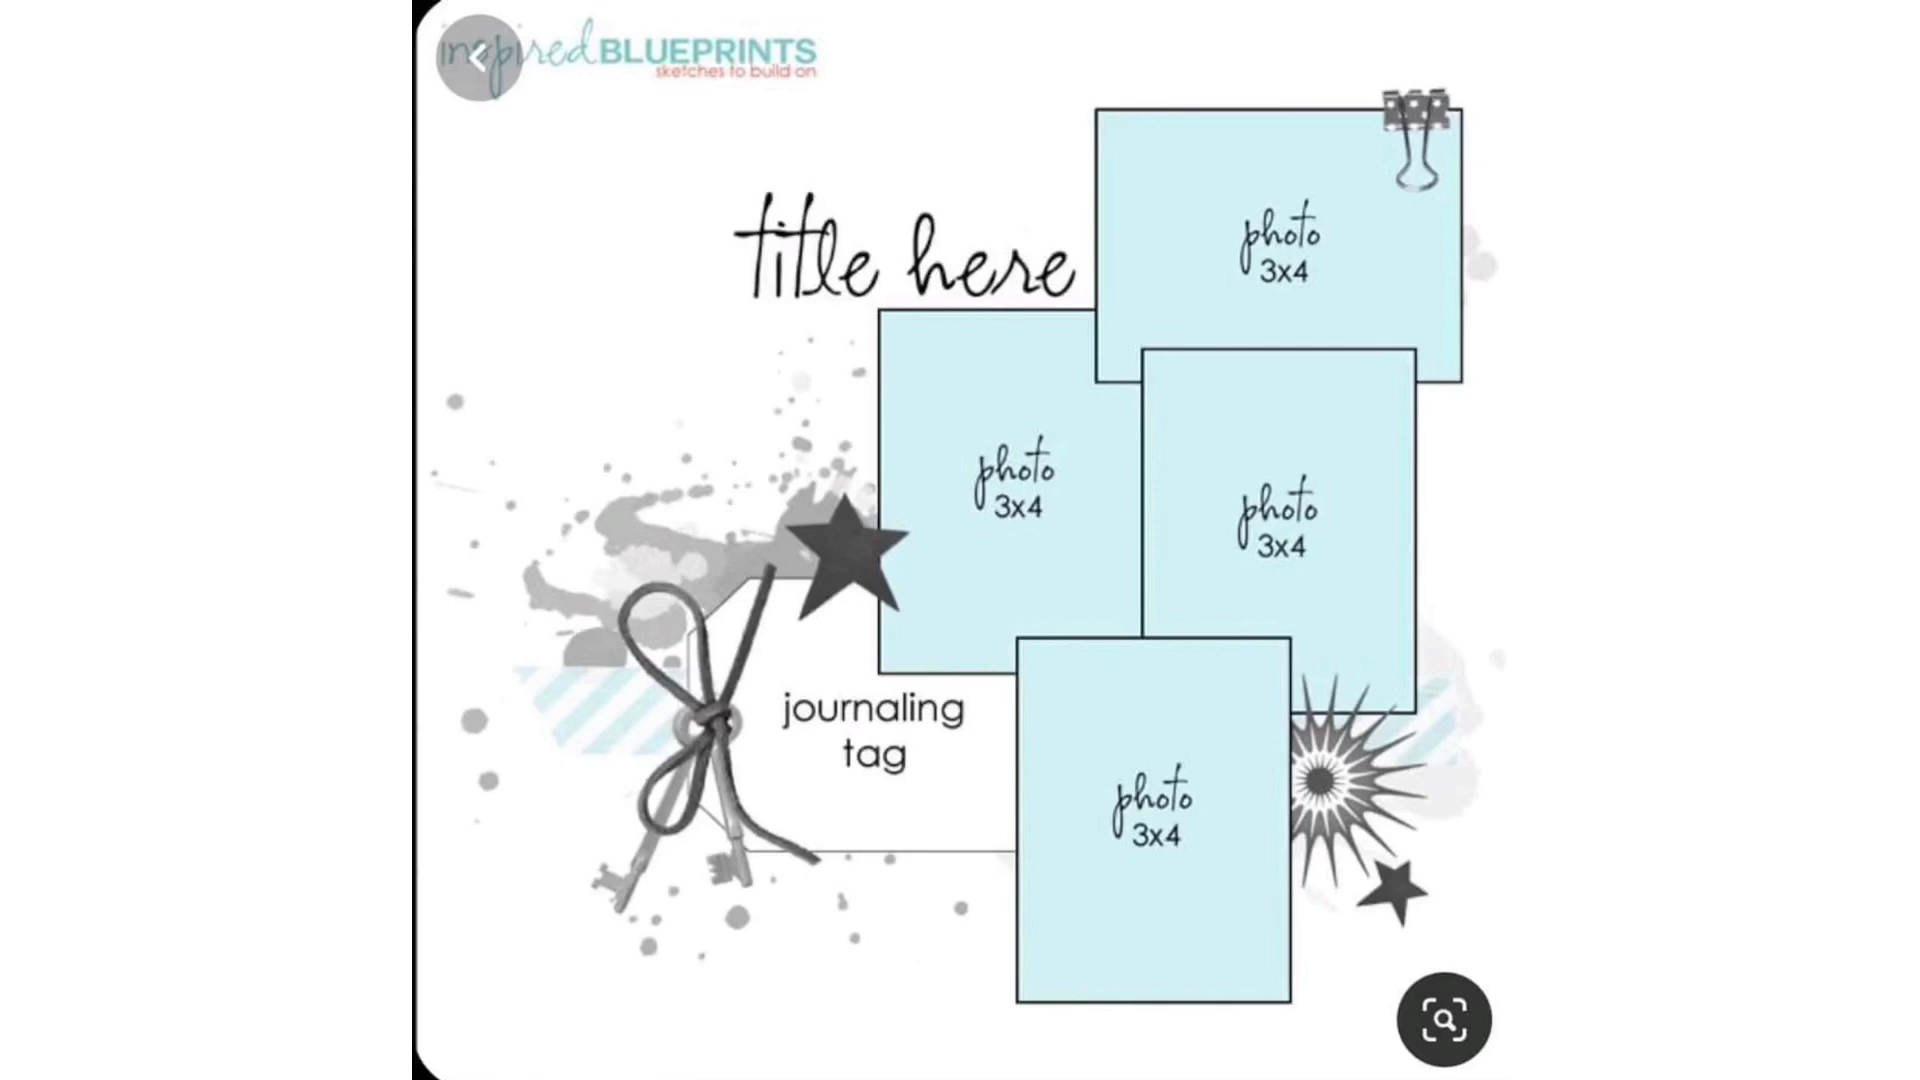 inspired BLUEPRINTS
sketches to build on
title here
photo
3x4
photo
3x4
photo
3x4
journaling
tag
photo
3x4